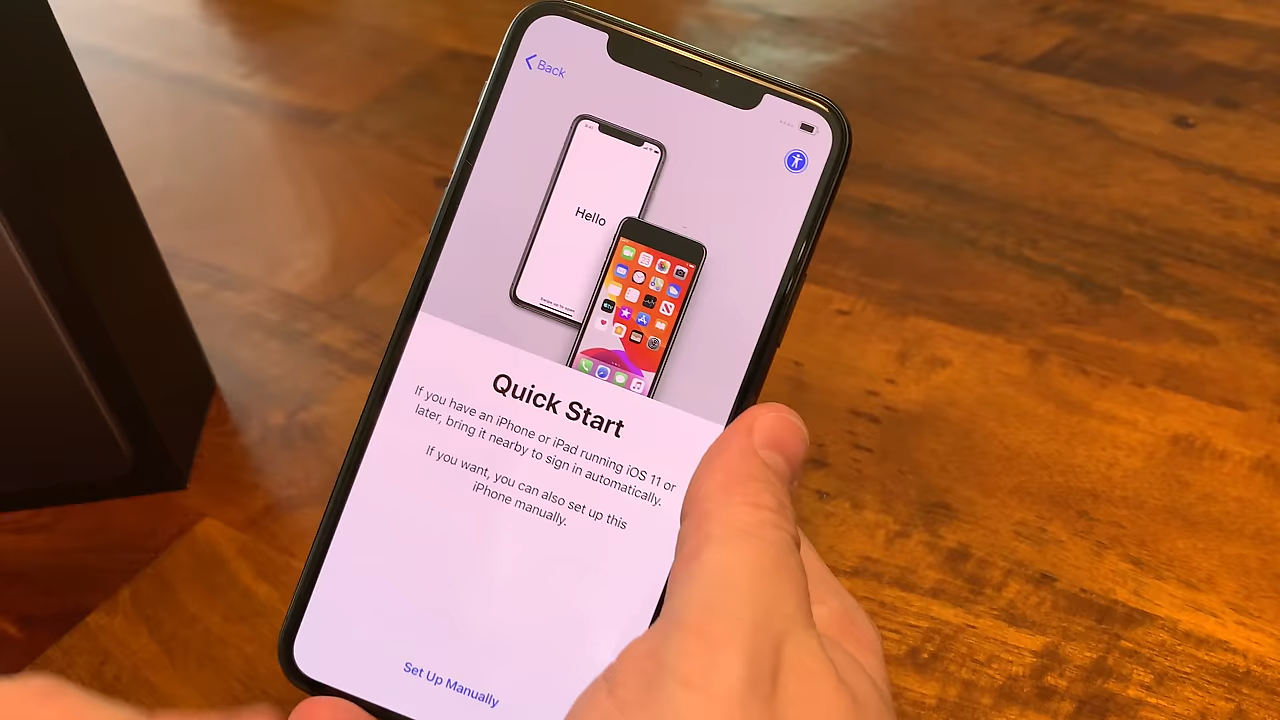 Back
Hello
Quick Start
If you have an iPhone or iPad running iOS 11 or
later, bring it nearby to sign in automatically.
If you want, you can also set up this
iPhone manually.
Set Up Manually